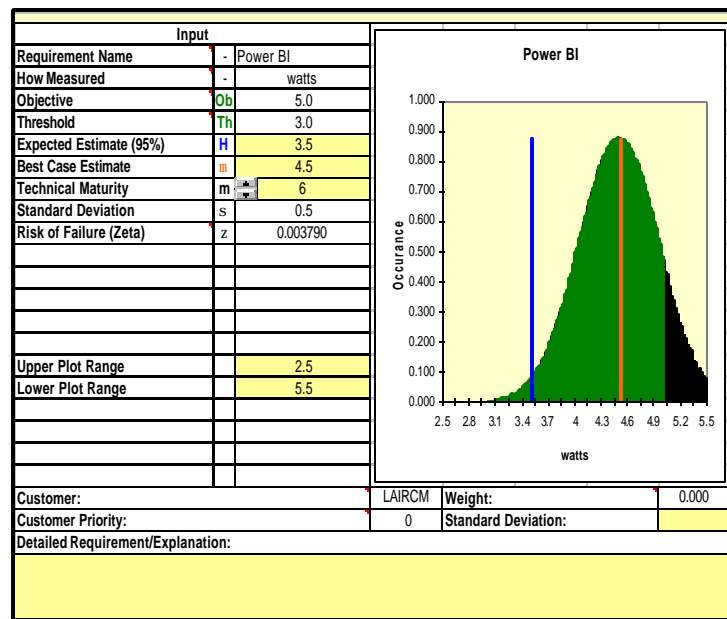 Input
Requirement Name - Power BI
How Measured - watts
Objective Ob 5.0
Threshold Th 3.0
Expected Estimate (95%) H 3.5
Best Case Estimate m 4.5
Technical Maturity m 6
Standard Deviation s 0.5
Risk of Failure (Zeta) z 0.003790
Upper Plot Range 2.5
Lower Plot Range 5.5
Power BI
Occurance
1.000
0.900
0.800
0.700
0.600
0.500
0.400
0.300
0.200
0.100
0.000
2.5 2.8 3.1 3.4 3.7 4 4.3 4.6 4.9 5.2 5.5
watts
Customer: LAIRCM Weight: 0.000
Customer Priority: 0 Standard Deviation:
Detailed Requirement/Explanation: